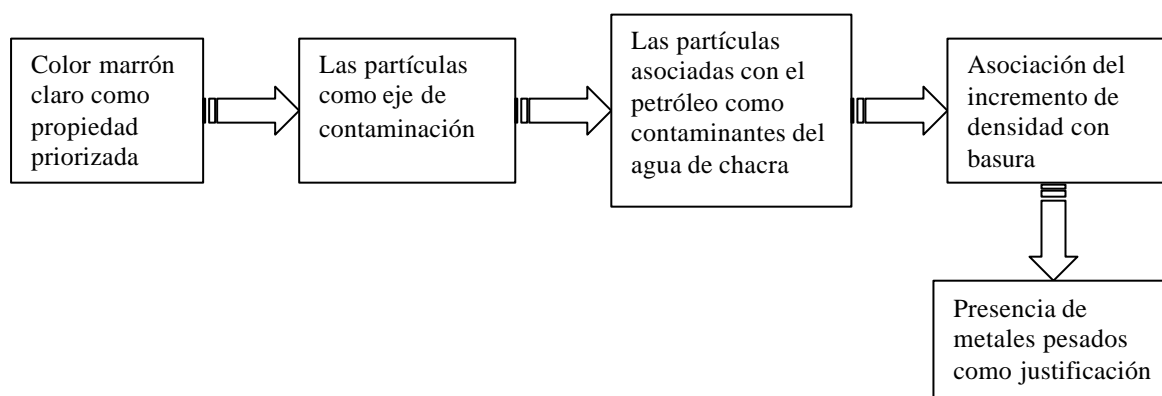 Color marrón
claro como
propiedad
priorizada
Las partículas
como eje de
contaminación
Las partículas
asociadas con el
petróleo como
contaminantes del
agua de chacra
Asociación del
incremento de
densidad con
basura
Presencia de
metales pesados
como justificación